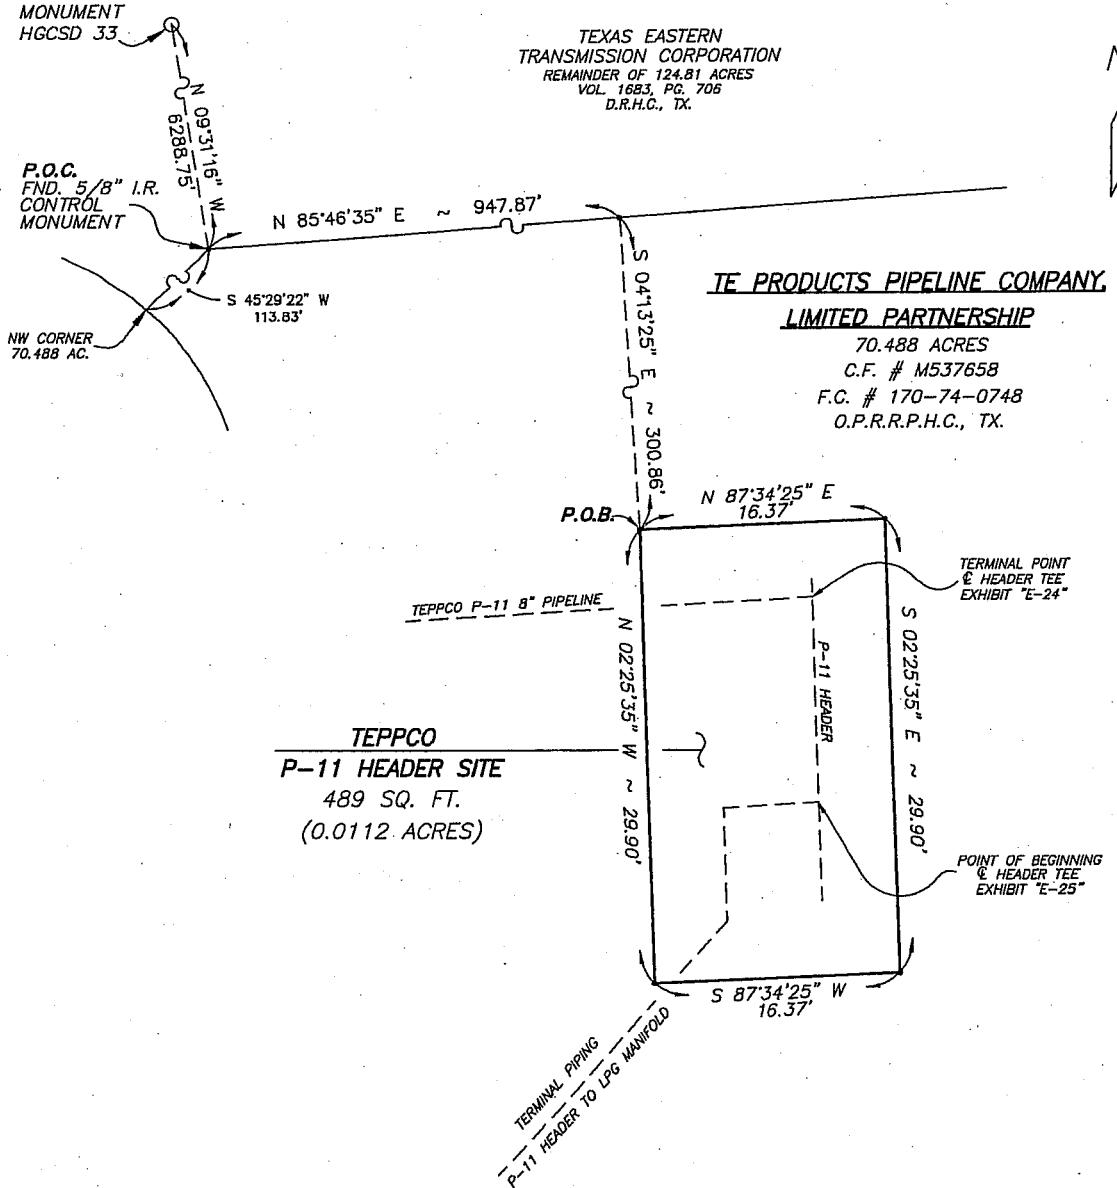 MONUMENT
HGCSD 33
TEXAS EASTERN
TRANSMISSION CORPORATION
REMAINDER OF 124.81 ACRES
VOL. 1683, PG. 706
D.R.H.C., TX.
N 09°31'16" W
6288.75'
P.O.C.
FND. 5/8" I.R.
CONTROL
MONUMENT
N 85°46'35" E ~ 947.87'
S 45°29'22" W
113.83'
NW CORNER
70.488 AC.
S 04°13'25" E ~ 300.86'
TE PRODUCTS PIPELINE COMPANY,
LIMITED PARTNERSHIP
70.488 ACRES
C.F. # M537658
F.C. # 170-74-0748
O.P.R.R.P.H.C., TX.
P.O.B.
N 87°34'25" E
16.37'
TERMINAL POINT
℄ HEADER TEE
EXHIBIT "E-24"
TEPPCO P-11 8" PIPELINE
N 02°25'35" W ~ 29.90'
P-11 HEADER
S 02°25'35" E ~ 29.90'
TEPPCO
P-11 HEADER SITE
489 SQ. FT.
(0.0112 ACRES)
POINT OF BEGINNING
℄ HEADER TEE
EXHIBIT "E-25"
S 87°34'25" W
16.37'
TERMINAL PIPING
P-11 HEADER TO LPG MANIFOLD